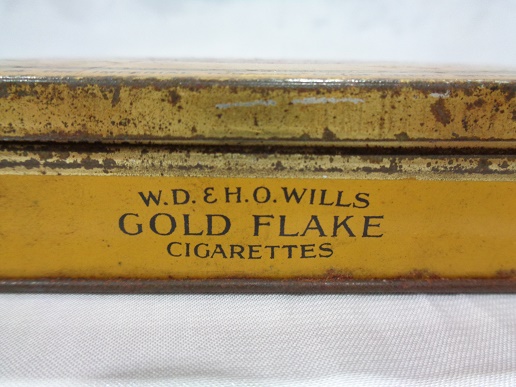 W.D. & H.O. WILLS
GOLD FLAKE
CIGARETTES